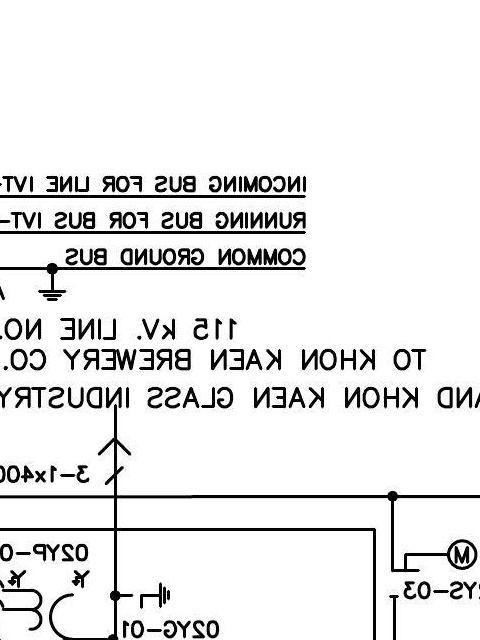 INCOMING BUS FOR LINE IVT-
RUNNING BUS FOR BUS IVT-
COMMON GROUND BUS
115 kV. LINE NO.
TO KHON KAEN BREWERY CO.
AND KHON KAEN GLASS INDUSTRY
3-1x400
02YP-0
M
2YS-03
02YG-01